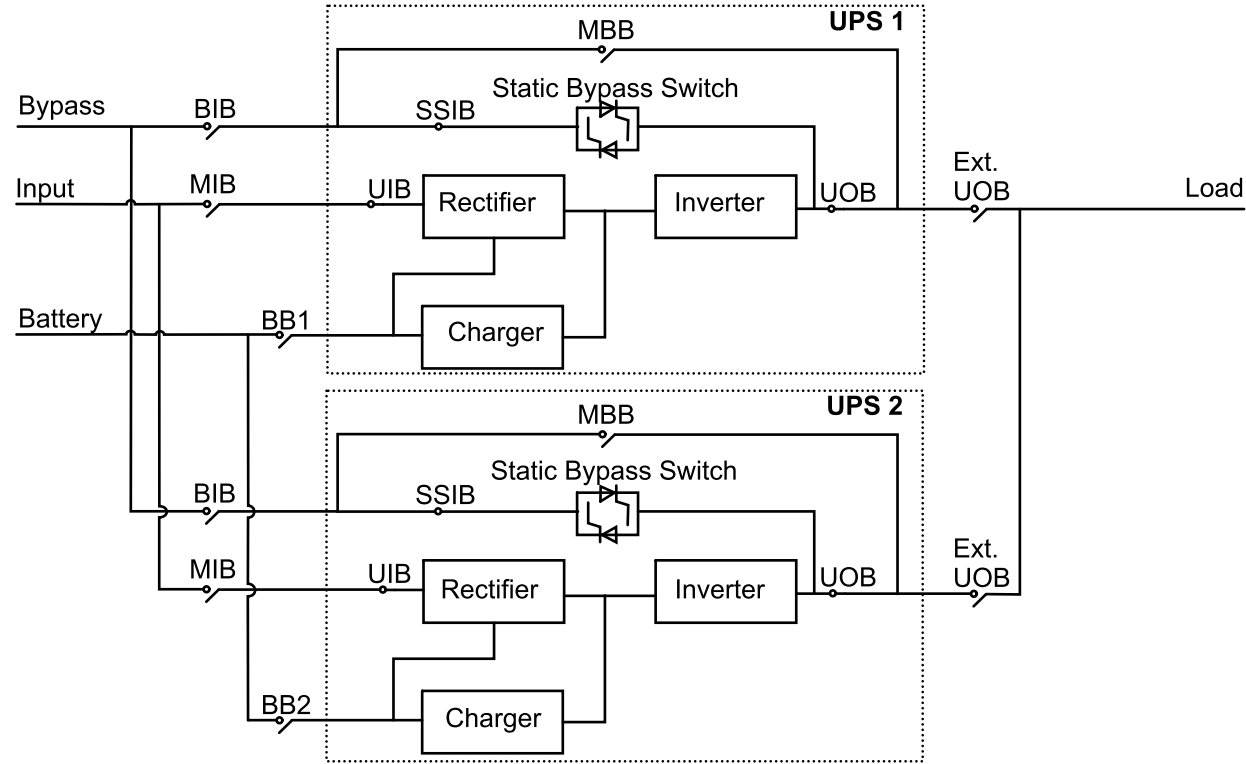 UPS 1
MBB
Static Bypass Switch
Bypass
BIB
SSIB
Input
MIB
UIB
Rectifier
Inverter
UOB
Ext.
UOB
Load
Battery
BB1
Charger
UPS 2
MBB
Static Bypass Switch
BIB
SSIB
MIB
UIB
Rectifier
Inverter
UOB
Ext.
UOB
BB2
Charger